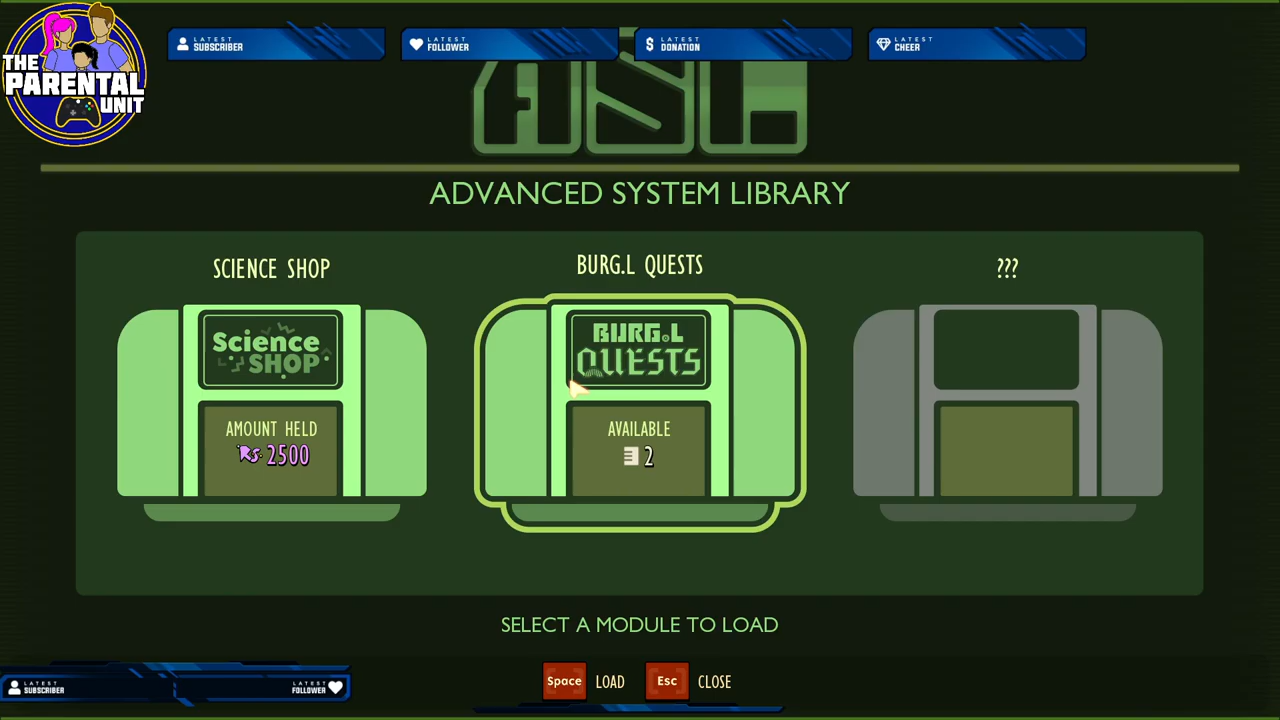 THE
PARENTAL
UNIT
LATEST
SUBSCRIBER
LATEST
FOLLOWER
LATEST
DONATION
LATEST
CHEER
ASL
ADVANCED SYSTEM LIBRARY
SCIENCE SHOP
BURG.L QUESTS
???
Science
SHOP
BURG.L
QUESTS
AMOUNT HELD
RS. 2500
AVAILABLE
2
SELECT A MODULE TO LOAD
LATEST
SUBSCRIBER
LATEST
FOLLOWER
Space
LOAD
Esc
CLOSE